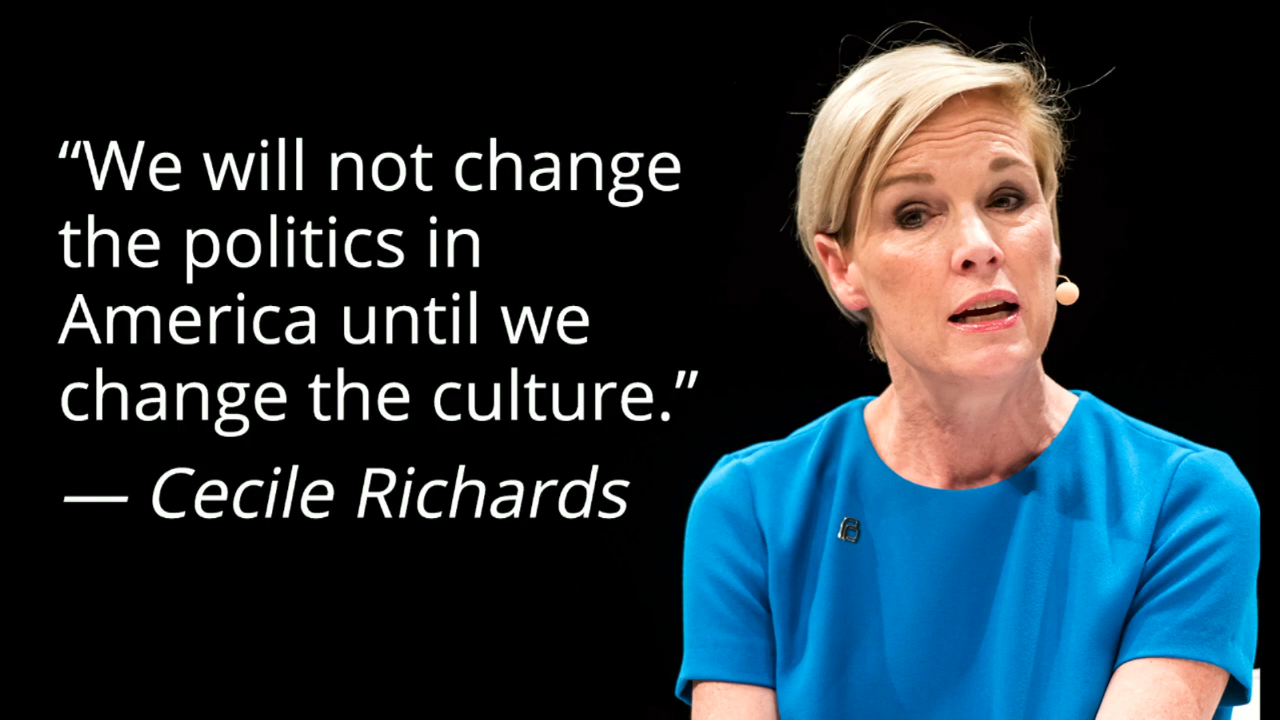 “We will not change
the politics in
America until we
change the culture.”
— Cecile Richards